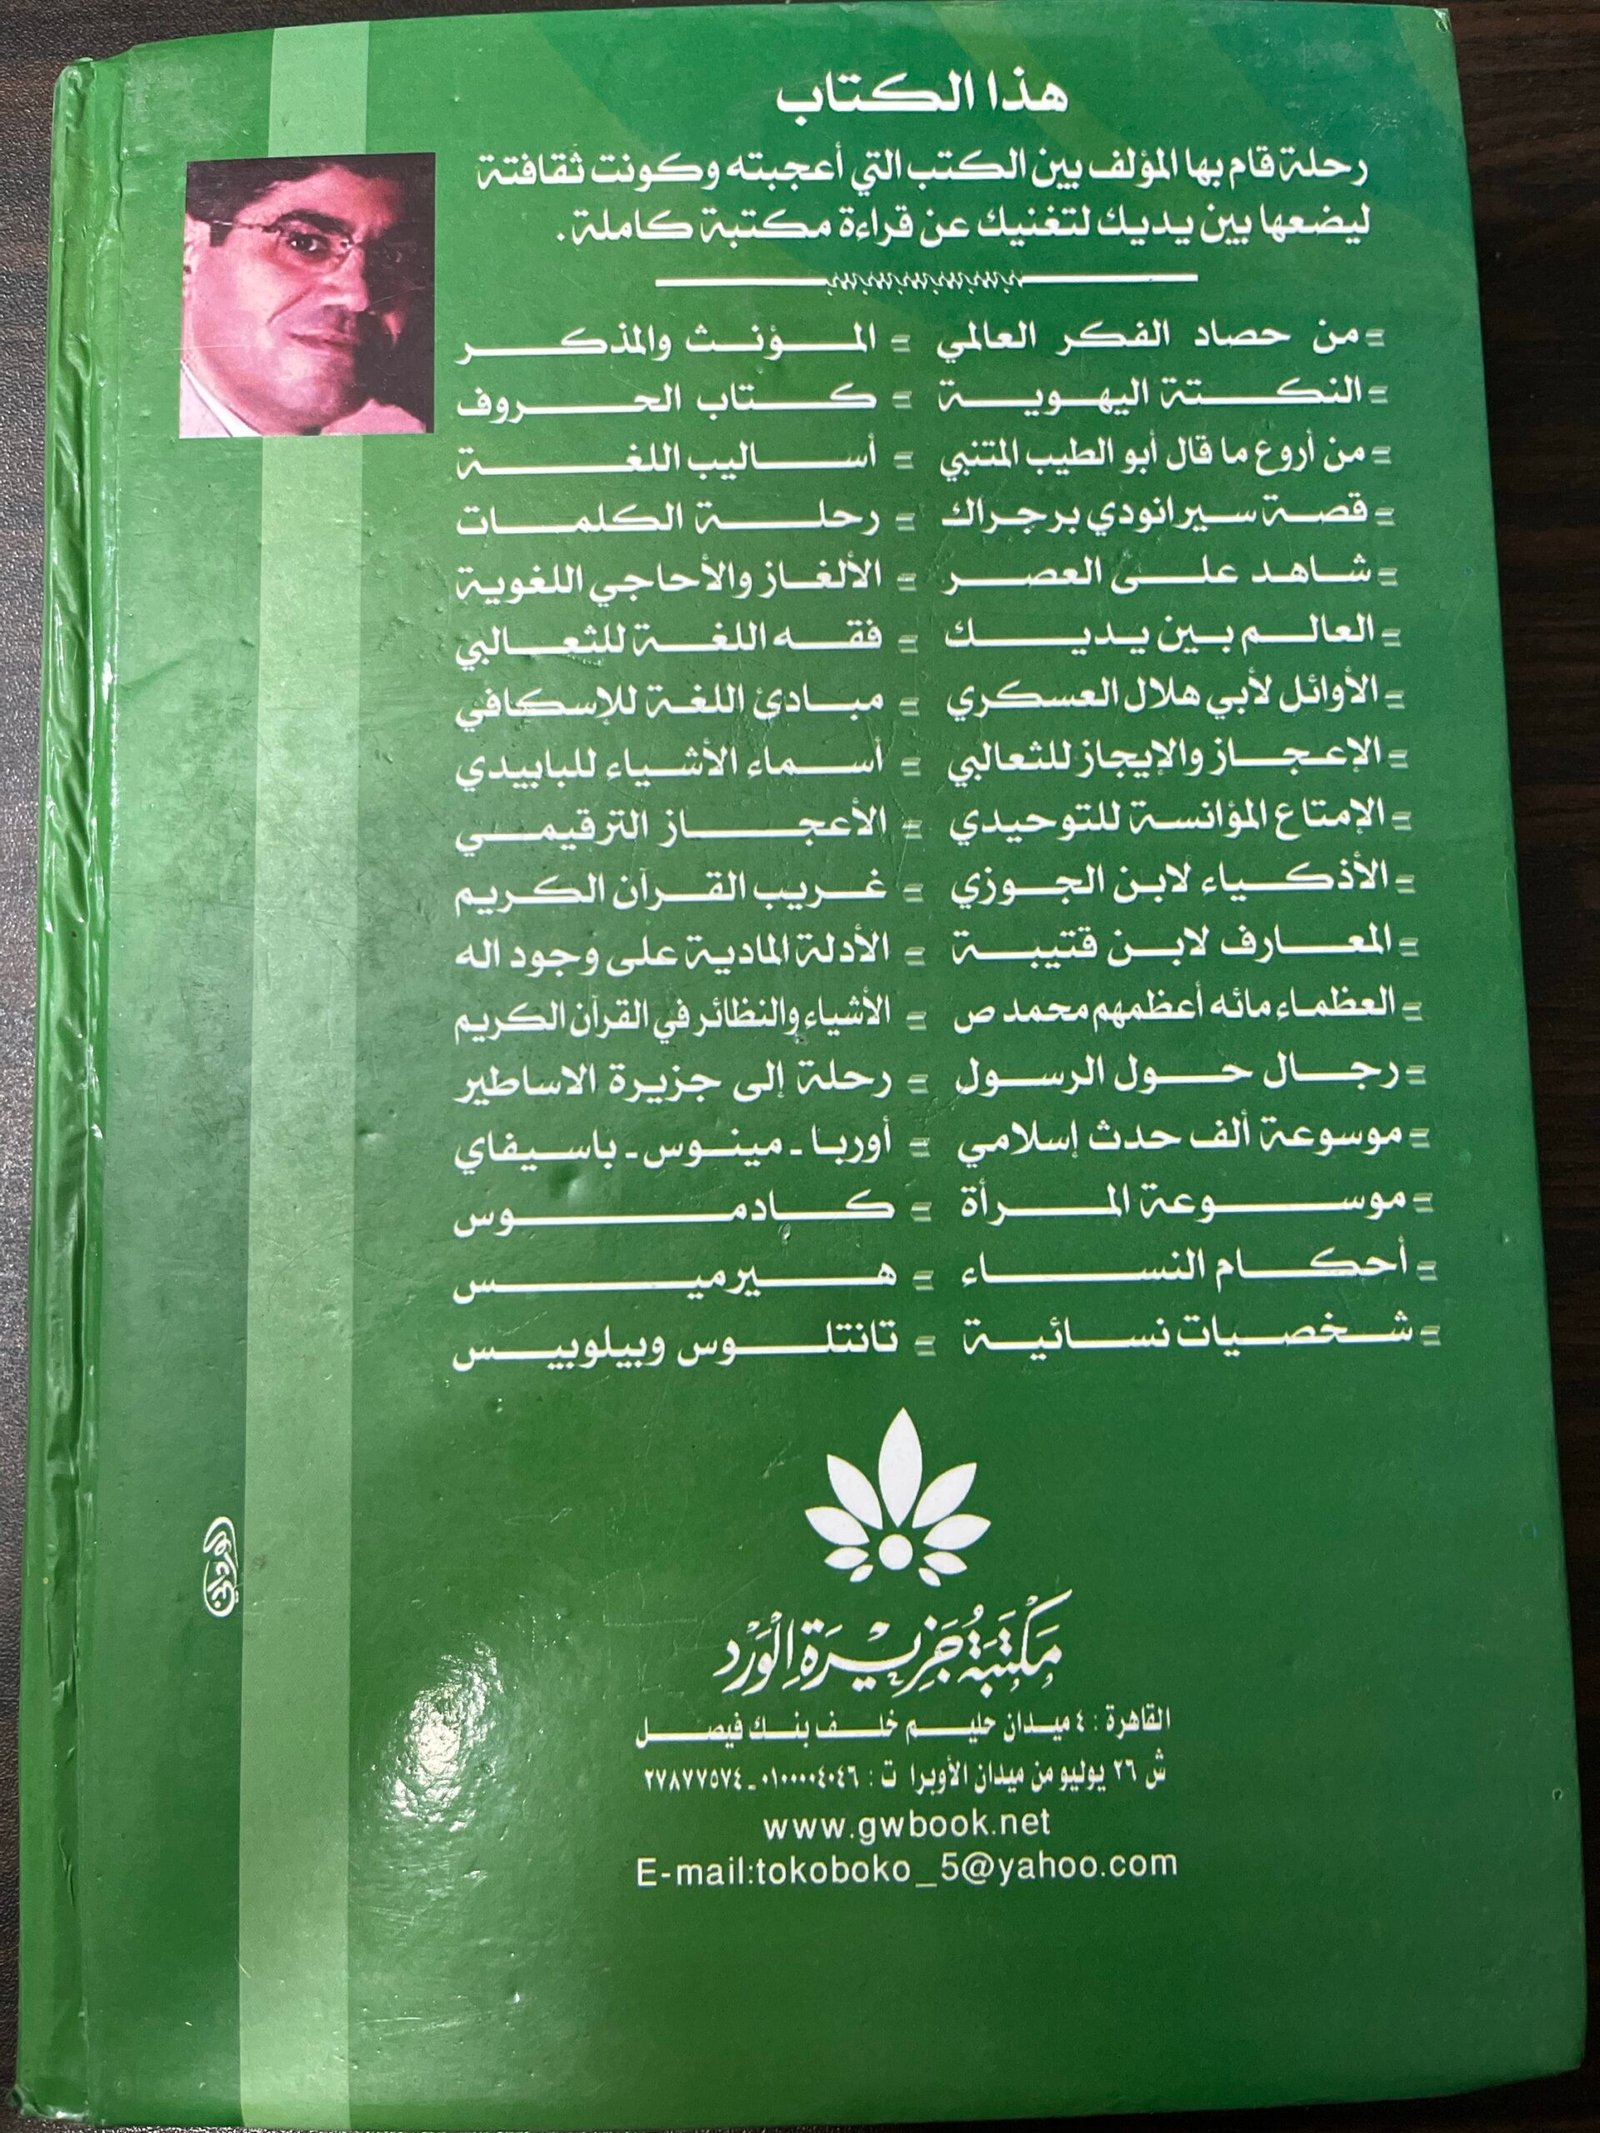 هذا الكتاب
رحلة قام بها المؤلف بين الكتب التي أعجبته وكونت ثقافتة
ليضعها بين يديك لتغنيك عن قراءة مكتبة كاملة .
من حصاد الفكر العالمي
النكتة اليهوية
من أروع ما قال أبو الطيب المتنبي
قصة سيرانودي برجراك
شاهد على العصر
العالم بين يديك
الأوائل لأبي هلال العسكري
الإعجاز والإيجاز للثعالبي
الإمتاع المؤانسة للتوحيدي
الأذكياء لابن الجوزي
المعارف لابن قتيبة
العظماء مائه أعظمهم محمد ص
رجال حول الرسول
موسوعة ألف حدث إسلامي
موسوعة المرأة
أحكام النساء
شخصيات نسائية
المؤنث والمذكر
كتاب الحروف
أساليب اللغة
رحلة الكلمات
الألغاز والأحاجي اللغوية
فقه اللغة للثعالبي
مبادئ اللغة للإسكافي
أسماء الأشياء للبابيدي
الأعجاز الترقيمي
غريب القرآن الكريم
الأدلة المادية على وجود اله
الأشياء والنظائر في القرآن الكريم
رحلة إلى جزيرة الاساطير
أوربا - مينوس - باسيفاي
كادموس
هيرميس
تانتلوس وبيلوبيس
مكتبة جزيرة الورد
القاهرة : ٤ ميدان حليم خلف بنك فيصل
ش ٢٦ يوليو من ميدان الأوبرا ت : ٠١٠٠٠٠٤٠٤٦ - ٢٧٨٧٧٥٧٤
www.gwbook.net
E-mail:tokoboko_5@yahoo.com